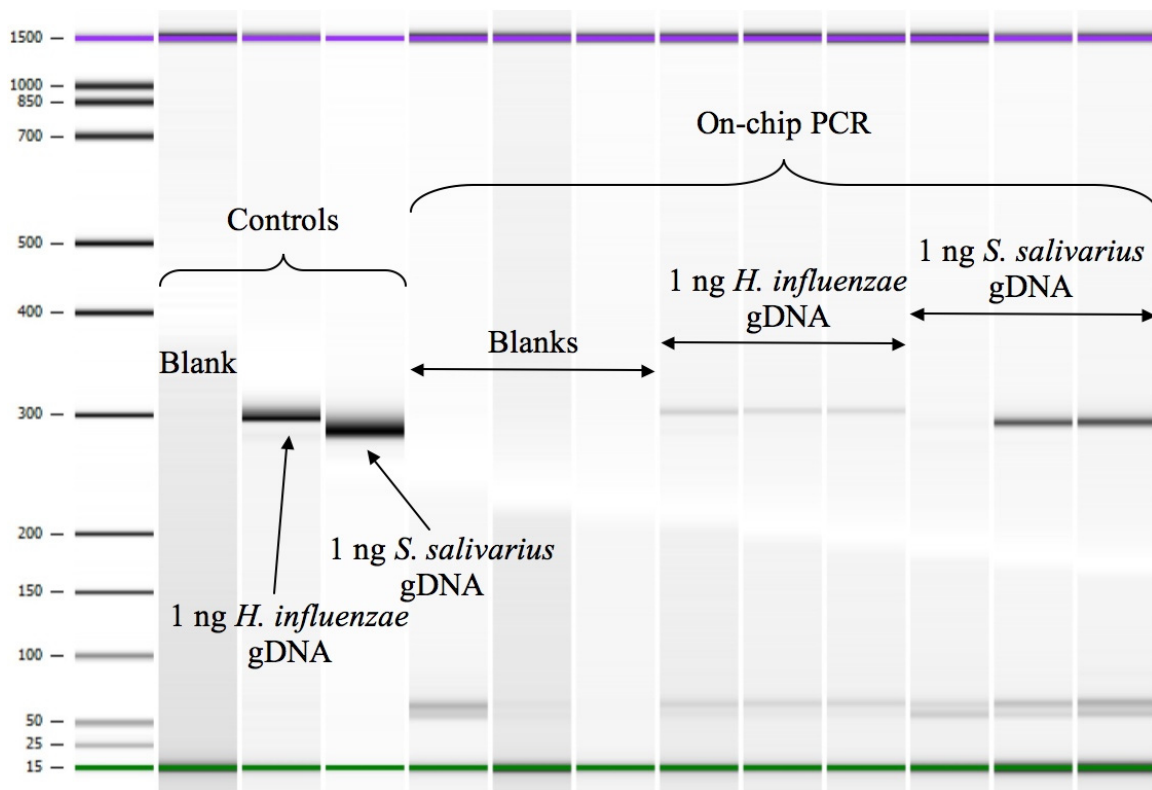 1500
1000
850
700
500
400
300
200
150
100
50
25
15
On-chip PCR
Controls
1 ng S. salivarius
gDNA
1 ng H. influenzae
gDNA
Blanks
Blank
1 ng S. salivarius
gDNA
1 ng H. influenzae
gDNA